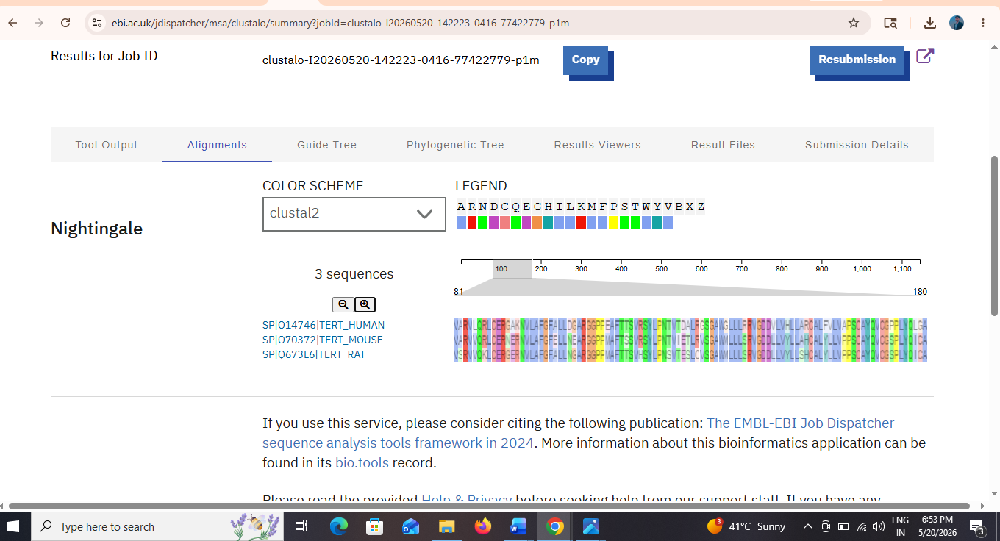 ebi.ac.uk/jdispatcher/msa/clustalo/summary?jobId=clustalo-I20260520-142223-0416-77422779-p1m
Results for Job ID
clustalo-I20260520-142223-0416-77422779-p1m
Copy
Resubmission
Tool Output Alignments Guide Tree Phylogenetic Tree Results Viewers Result Files Submission Details
COLOR SCHEME
LEGEND
clustal2
A R N D C Q E G H I L K M F P S T W Y V B X Z
Nightingale
3 sequences
100 200 300 400 500 600 700 800 900 1,000 1,100
81 180
SP|O14746|TERT_HUMAN
SP|O70372|TERT_MOUSE
SP|Q673L6|TERT_RAT
If you use this service, please consider citing the following publication: The EMBL-EBI Job Dispatcher
sequence analysis tools framework in 2024. More information about this bioinformatics application can be
found in its bio.tools record.
Please read the provided Help & Privacy before seeking help from our support staff. If you have any
Type here to search
3
41°C Sunny
ENG
IN
6:53 PM
5/20/2026
3